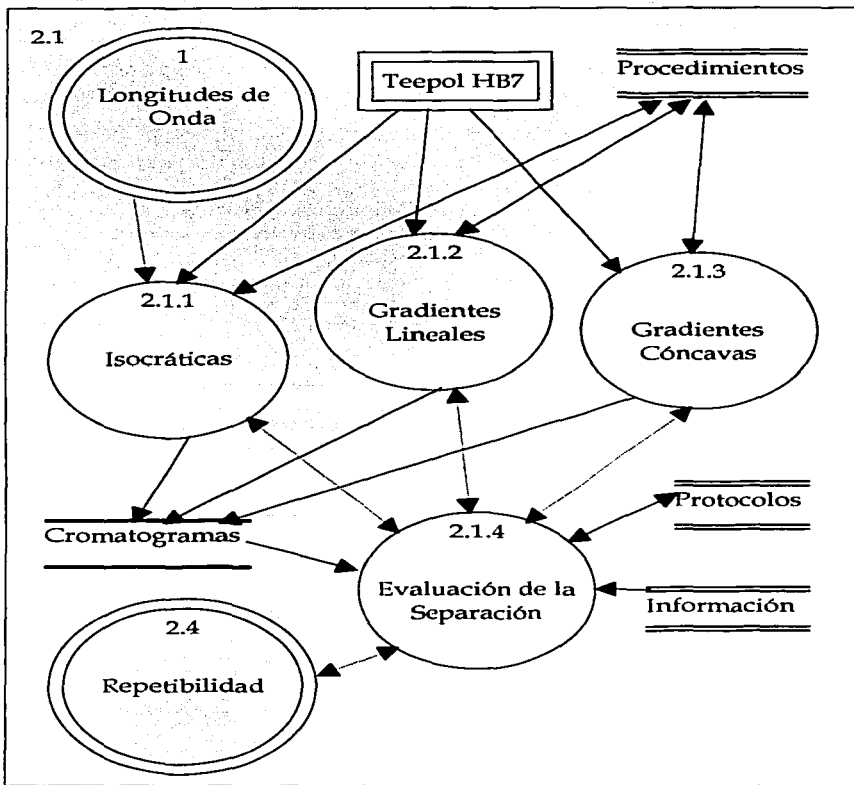 2.1
1
Longitudes de
Onda
Teepol HB7
Procedimientos
2.1.1
Isocráticas
2.1.2
Gradientes
Lineales
2.1.3
Gradientes
Cóncavas
Cromatogramas
2.1.4
Evaluación de la
Separación
Protocolos
Información
2.4
Repetibilidad